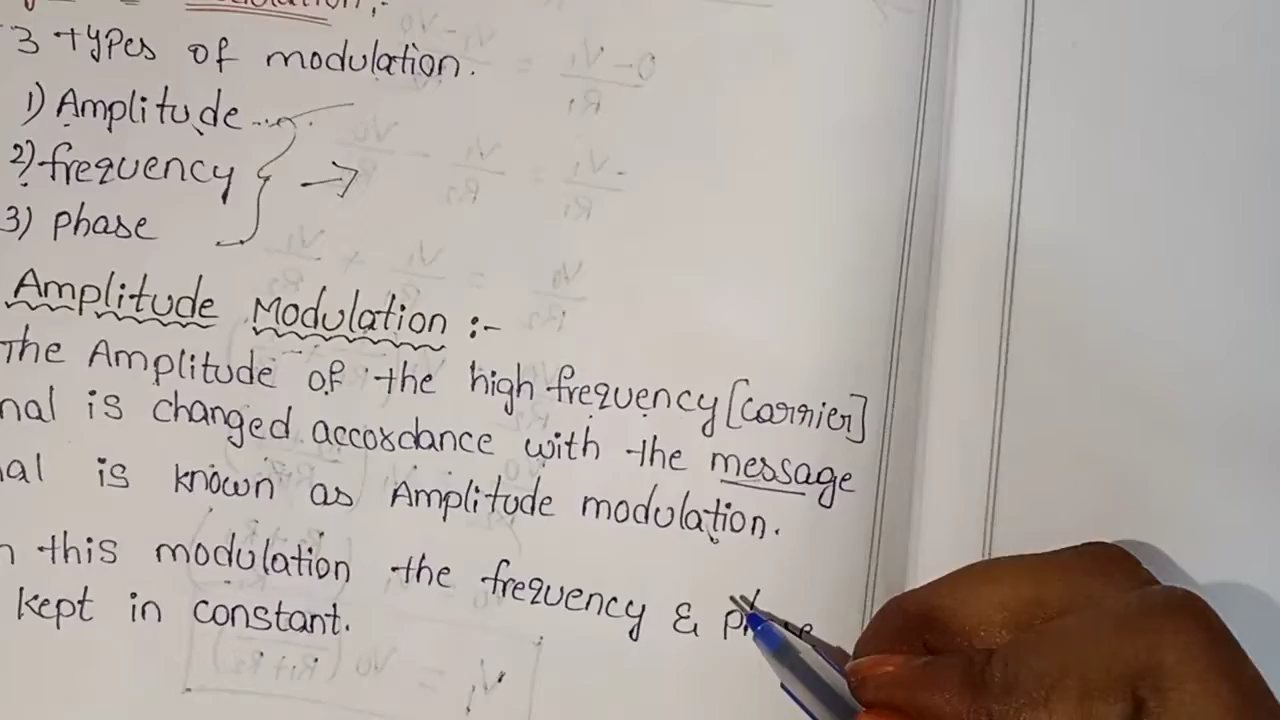 3 types of modulation.
1) Amplitude
2) frequency
3) phase
Amplitude Modulation :-
The Amplitude of the high frequency [carrier]
nal is changed accordance with the message
nal is known as Amplitude modulation.
n this modulation the frequency &
kept in constant.